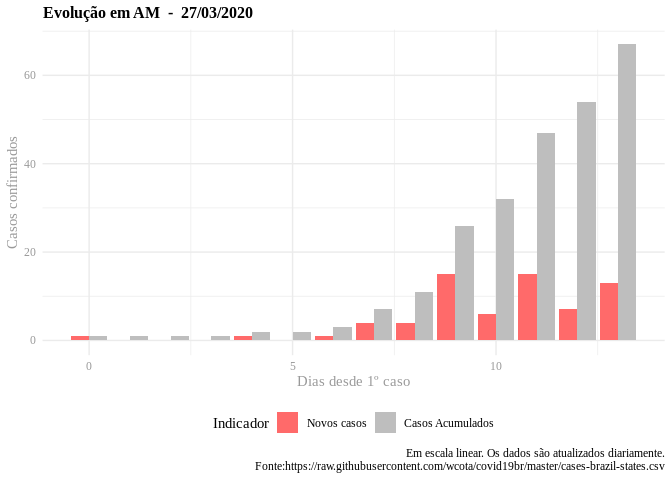 Evolução em AM  -  27/03/2020
Casos confirmados
60
40
20
0
0
5
10
Dias desde 1º caso
Indicador
Novos casos
Casos Acumulados
Em escala linear. Os dados são atualizados diariamente.
Fonte:https://raw.githubusercontent.com/wcota/covid19br/master/cases-brazil-states.csv